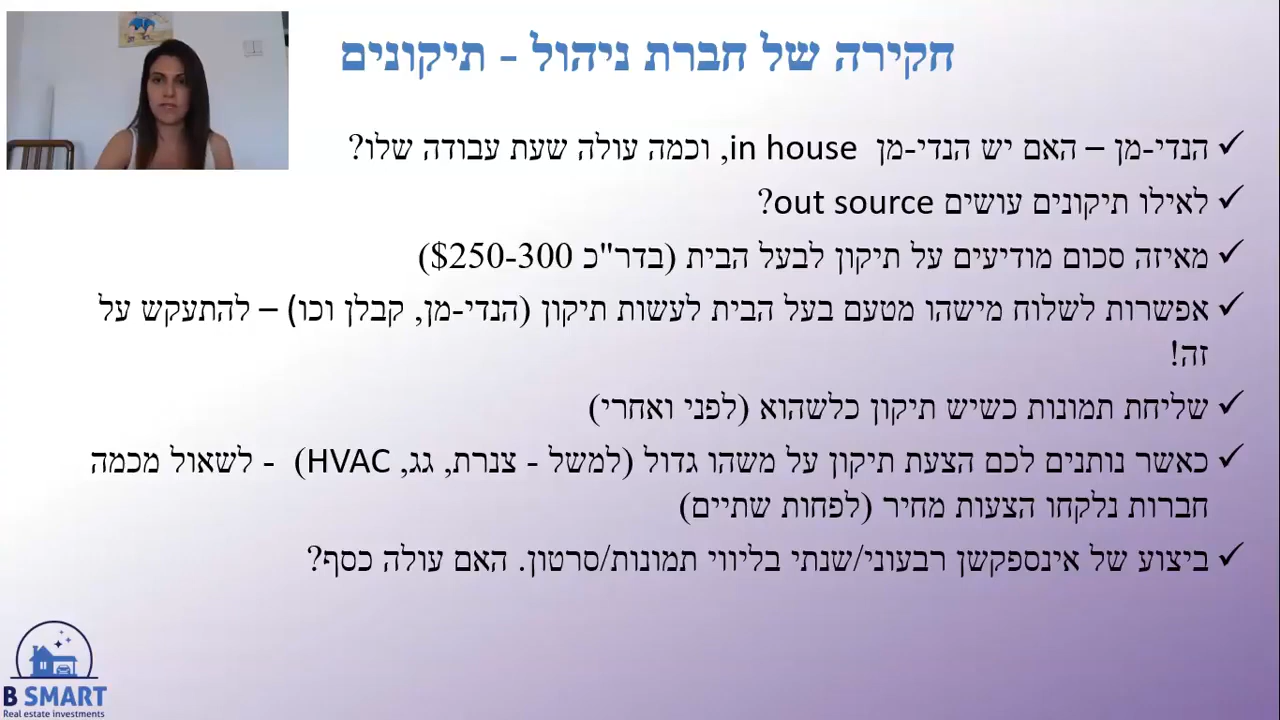 חקירה של חברת ניהול - תיקונים
✓ הנדי-מן – האם יש הנדי-מן in house, וכמה עולה שעת עבודה שלו?
✓ לאילו תיקונים עושים out source?
✓ מאיזה סכום מודיעים על תיקון לבעל הבית (בדר"כ 250-300$)
✓ אפשרות לשלוח מישהו מטעם בעל הבית לעשות תיקון (הנדי-מן, קבלן וכו) – להתעקש על
זה!
✓ שליחת תמונות כשיש תיקון כלשהוא (לפני ואחרי)
✓ כאשר נותנים לכם הצעת תיקון על משהו גדול (למשל - צנרת, גג, HVAC) - לשאול מכמה
חברות נלקחו הצעות מחיר (לפחות שתיים)
✓ ביצוע של אינספקשן רבעוני/שנתי בליווי תמונות/סרטון. האם עולה כסף?
B SMART
Real estate investments